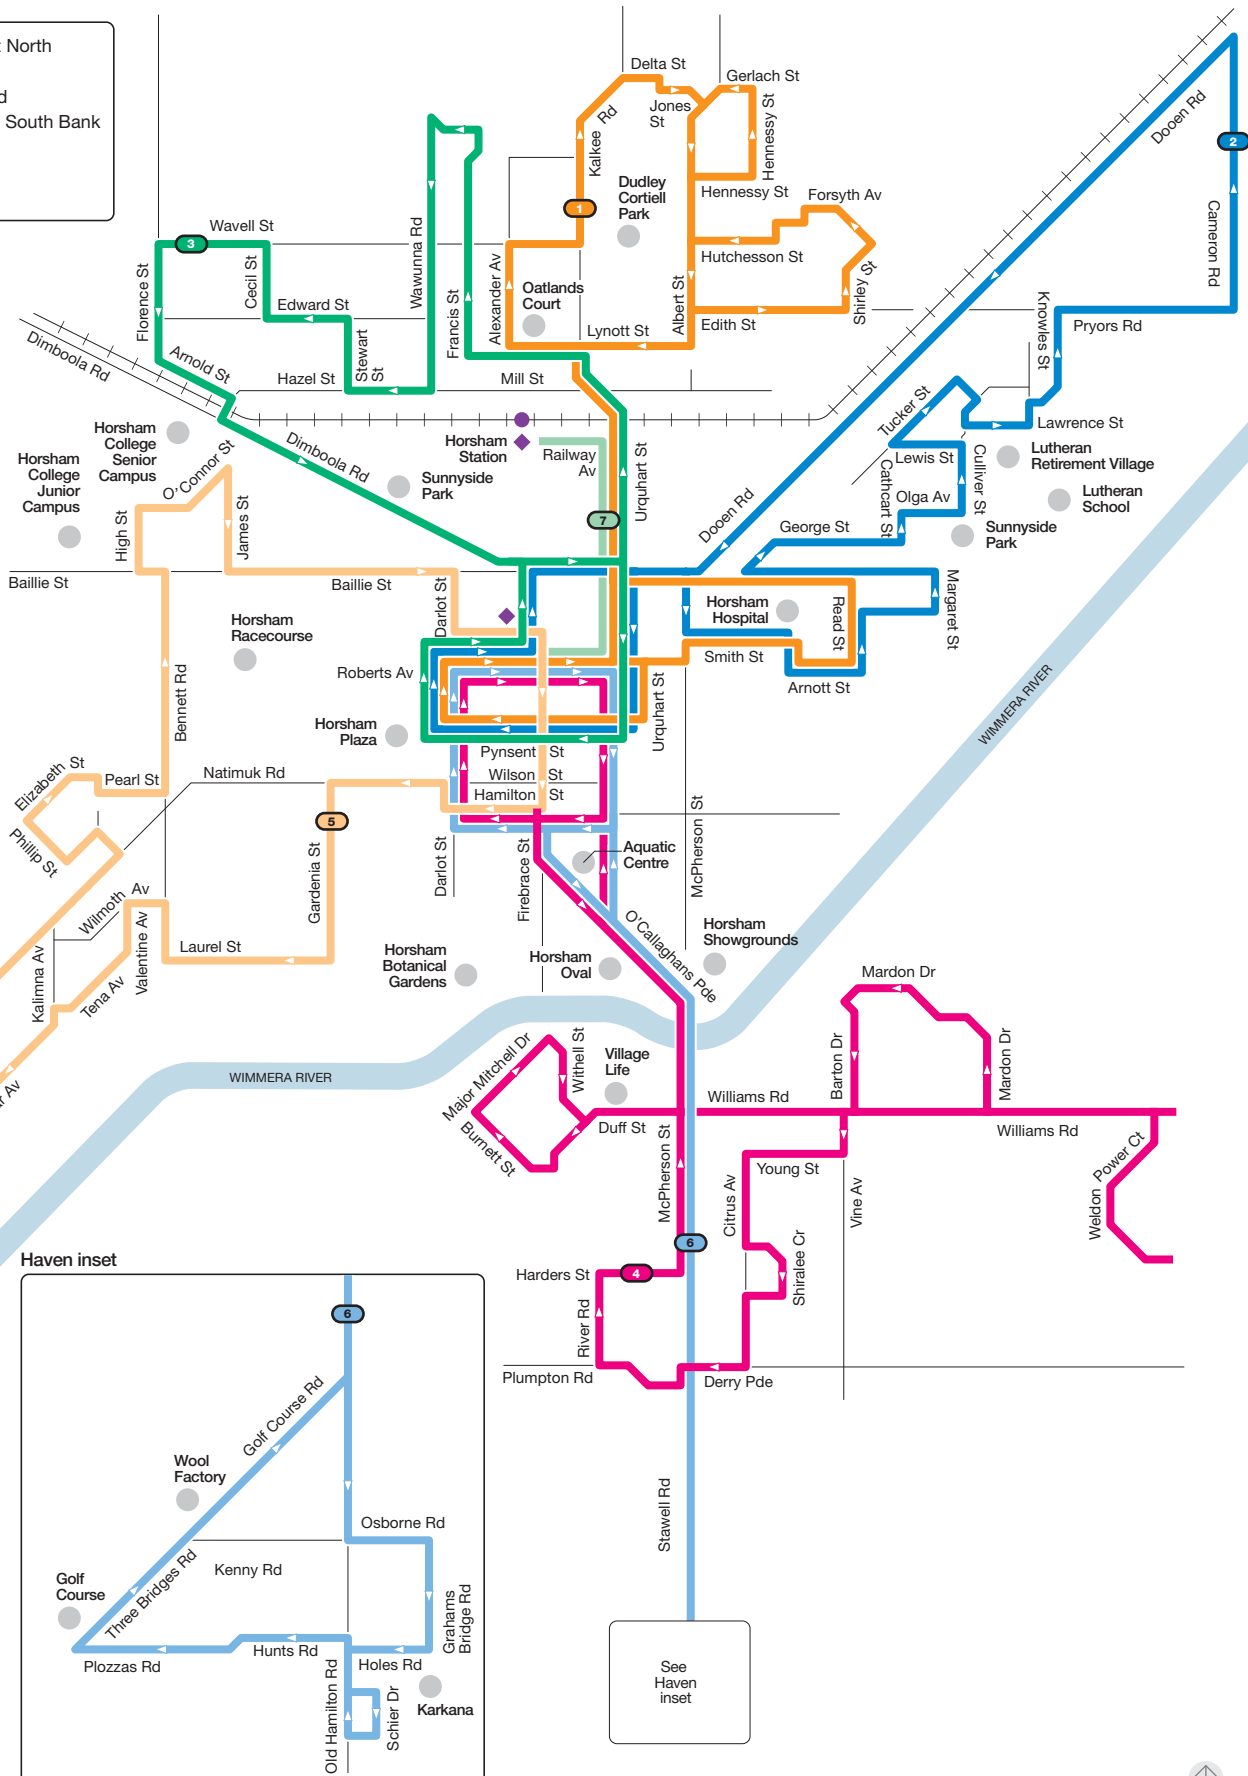 North
South Bank
Delta St
Gerlach St
Jones
St
Kalkee
Rd
Hennessy St
Hennessy St
Dudley
Cortiell
Park
Forsyth Av
Hutchesson St
Shirley St
Edith St
Albert St
Lynott St
Oatlands
Court
Alexander Av
1
2
Dooen Rd
Cameron Rd
Pryors Rd
Knowles St
Wavell St
3
Florence St
Cecil St
Edward St
Stewart
St
Wawunna Rd
Francis St
Arnold St
Hazel St
Mill St
Dimboola Rd
Dimboola Rd
Horsham
College
Senior
Campus
Horsham
College
Junior
Campus
O'Connor St
High St
James St
Sunnyside
Park
Horsham
Station
Railway
Av
Urquhart St
7
Dooen Rd
Tucker St
Lawrence St
Lewis St
Lutheran
Retirement Village
Culliver St
Cathcart St
Olga Av
Lutheran
School
George St
Sunnyside
Park
Baillie St
Baillie St
Darlot St
Horsham
Hospital
Read St
Margaret St
Horsham
Racecourse
Smith St
Arnott St
Roberts Av
Urquhart St
Bennett Rd
Horsham
Plaza
Pynsent St
Wilson St
Hamilton St
WIMMERA RIVER
Elizabeth St
Pearl St
Natimuk Rd
5
Phillip St
McPherson St
Aquatic
Centre
Darlot St
Firebrace St
Gardenia St
Wilmoth Av
Valentine Av
Laurel St
Kalimna Av
Tena Av
Horsham
Botanical
Gardens
Horsham
Oval
O'Callaghans Pde
Horsham
Showgrounds
Mardon Dr
Barton Dr
Mardon Dr
WIMMERA RIVER
Major Mitchell Dr
Withell St
Village
Life
Burnett St
Duff St
Williams Rd
Williams Rd
McPherson St
Young St
Citrus Av
Vine Av
Weldon Power Ct
Shiralee Cr
6
Harders St
4
River Rd
Plumpton Rd
Derry Pde
Stawell Rd
See
Haven
inset
Haven inset
6
Golf Course Rd
Wool
Factory
Osborne Rd
Kenny Rd
Golf
Course
Three Bridges Rd
Grahams
Bridge Rd
Plozzas Rd
Hunts Rd
Holes Rd
Old Hamilton Rd
Schier Dr
Karkana